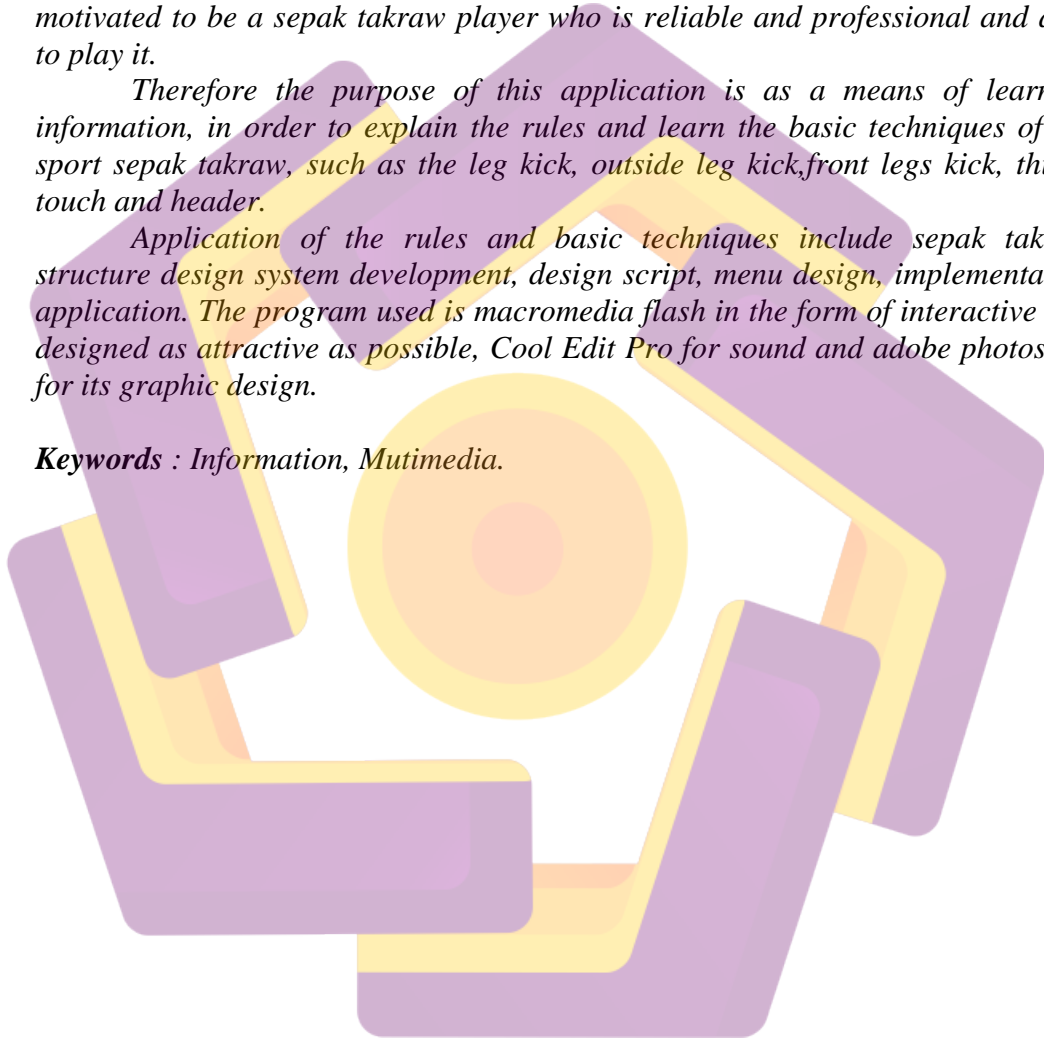 motivated to be a sepak takraw player who is reliable and professional and
to play it.
Therefore the purpose of this application is as a means of
information, in order to explain the rules and learn the basic techniques of
sport sepak takraw, such as the leg kick, outside leg kick,front legs kick,
touch and header.
Application of the rules and basic techniques include sepak
structure design system development, design script, menu design,
application. The program used is macromedia flash in the form of interactive
designed as attractive as possible, Cool Edit Pro for sound and adobe
for its graphic design.
Keywords : Information, Mutimedia.